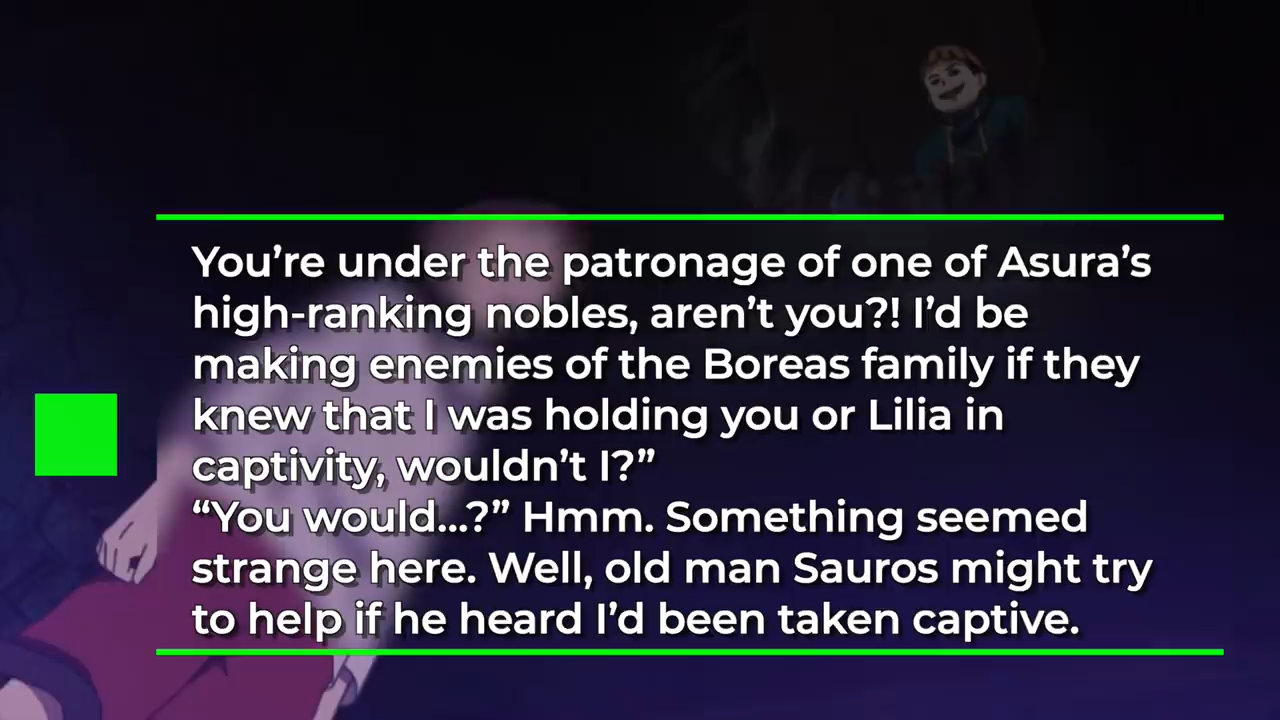 You’re under the patronage of one of Asura’s
high-ranking nobles, aren’t you?! I’d be
making enemies of the Boreas family if they
knew that I was holding you or Lilia in
captivity, wouldn’t I?”
“You would...?” Hmm. Something seemed
strange here. Well, old man Sauros might try
to help if he heard I’d been taken captive.